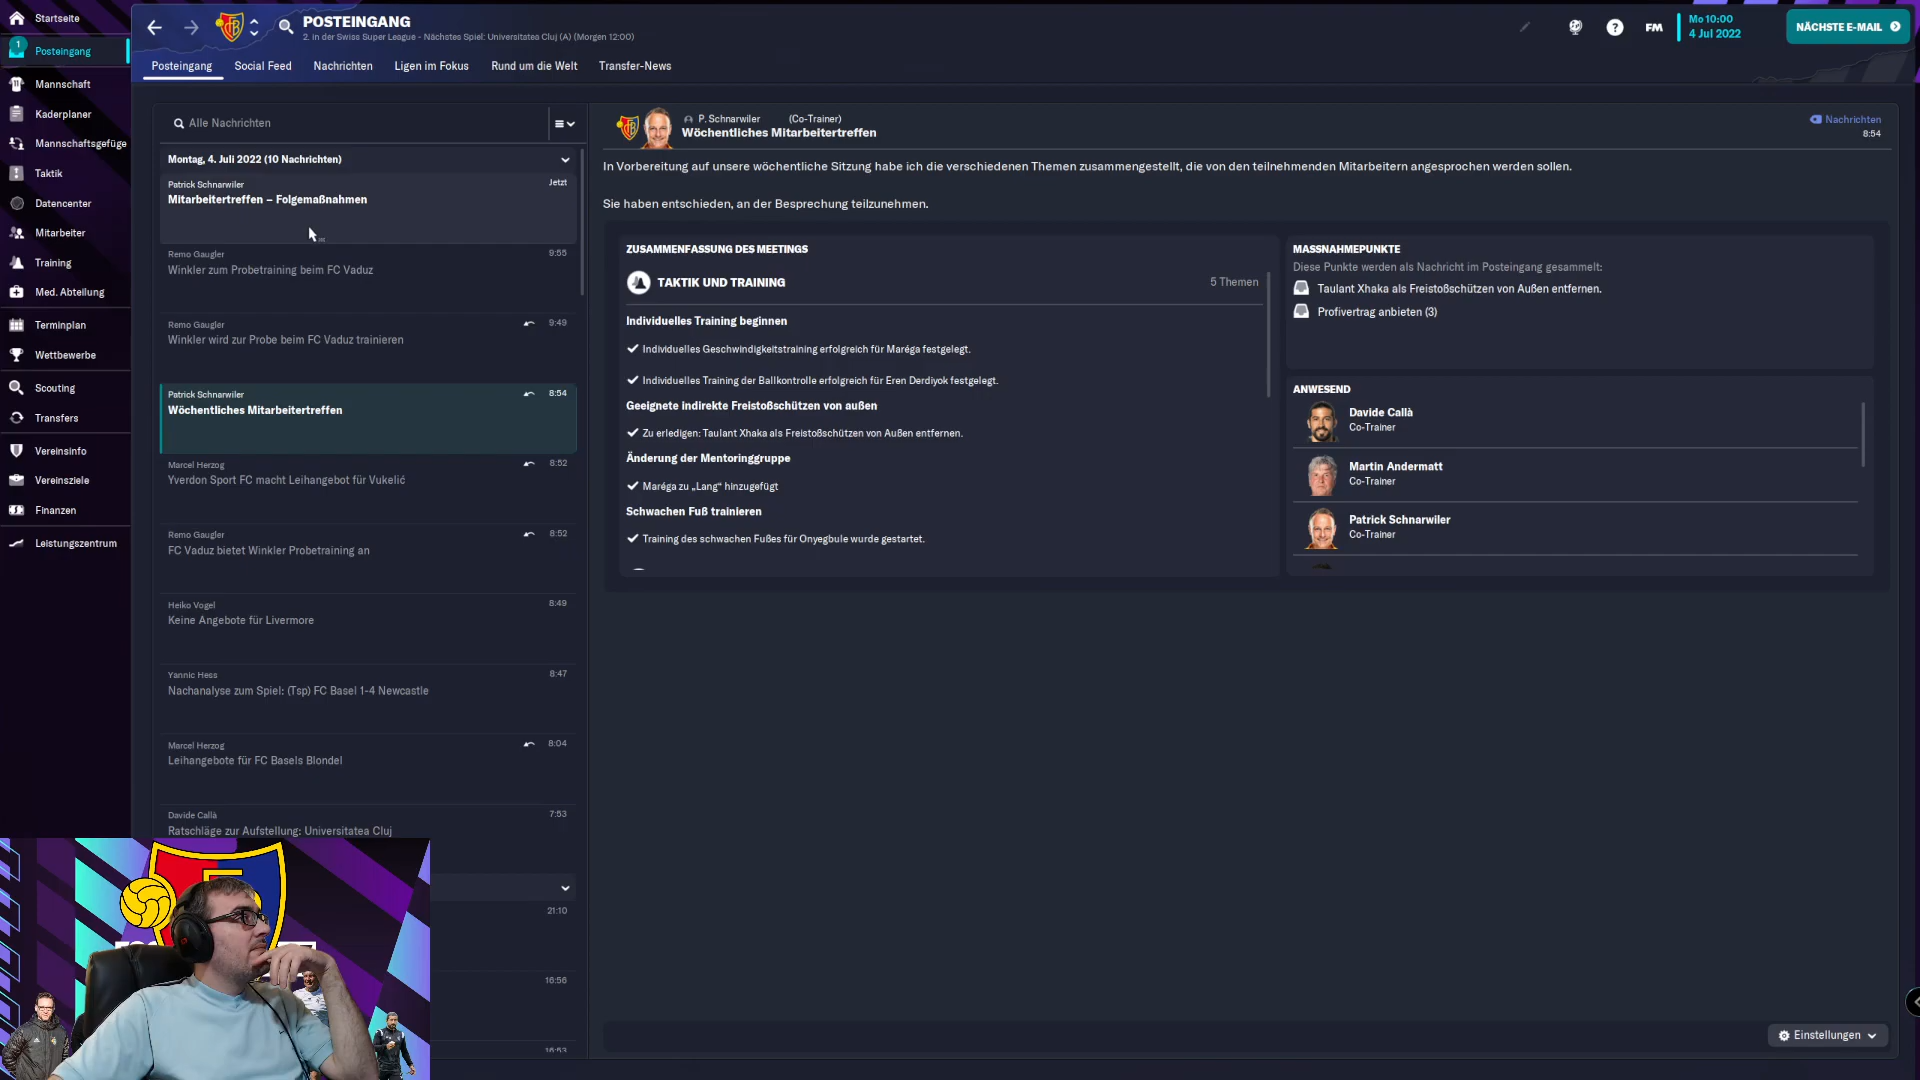 Startseite
1
Posteingang
Mannschaft
Kaderplaner
Mannschaftsgefüge
Taktik
Datencenter
Mitarbeiter
Training
Med. Abteilung
Terminplan
Wettbewerbe
Scouting
Transfers
Vereinsinfo
Vereinsziele
Finanzen
Leistungszentrum
POSTEINGANG
2. in der Swiss Super League - Nächstes Spiel: Universitatea Cluj (A) (Morgen 12:00)
FM
Mo 10:00
4 Jul 2022
NÄCHSTE E-MAIL
Posteingang
Social Feed
Nachrichten
Ligen im Fokus
Rund um die Welt
Transfer-News
Alle Nachrichten
Montag, 4. Juli 2022 (10 Nachrichten)
Patrick Schnarwiler
Jetzt
Mitarbeitertreffen – Folgemaßnahmen
Remo Gaugler
9:55
Winkler zum Probetraining beim FC Vaduz
Remo Gaugler
9:49
Winkler wird zur Probe beim FC Vaduz trainieren
Patrick Schnarwiler
8:54
Wöchentliches Mitarbeitertreffen
Marcel Herzog
8:52
Yverdon Sport FC macht Leihangebot für Vukelić
Remo Gaugler
8:52
FC Vaduz bietet Winkler Probetraining an
Heiko Vogel
8:49
Keine Angebote für Livermore
Yannic Hess
8:47
Nachanalyse zum Spiel: (Tsp) FC Basel 1-4 Newcastle
Marcel Herzog
8:04
Leihangebote für FC Basels Blondel
Davide Callà
7:53
Ratschläge zur Aufstellung: Universitatea Cluj
21:10
16:56
16:53
P. Schnarwiler (Co-Trainer)
Wöchentliches Mitarbeitertreffen
Nachrichten
8:54
In Vorbereitung auf unsere wöchentliche Sitzung habe ich die verschiedenen Themen zusammengestellt, die von den teilnehmenden Mitarbeitern angesprochen werden sollen.
Sie haben entschieden, an der Besprechung teilzunehmen.
ZUSAMMENFASSUNG DES MEETINGS
TAKTIK UND TRAINING
5 Themen
Individuelles Training beginnen
Individuelles Geschwindigkeitstraining erfolgreich für Maréga festgelegt.
Individuelles Training der Ballkontrolle erfolgreich für Eren Derdiyok festgelegt.
Geeignete indirekte Freistoßschützen von außen
Zu erledigen: Taulant Xhaka als Freistoßschützen von Außen entfernen.
Änderung der Mentoringgruppe
Maréga zu „Lang“ hinzugefügt
Schwachen Fuß trainieren
Training des schwachen Fußes für Onyegbule wurde gestartet.
MASSNAHMEPUNKTE
Diese Punkte werden als Nachricht im Posteingang gesammelt:
Taulant Xhaka als Freistoßschützen von Außen entfernen.
Profivertrag anbieten (3)
ANWESEND
Davide Callà
Co-Trainer
Martin Andermatt
Co-Trainer
Patrick Schnarwiler
Co-Trainer
Einstellungen